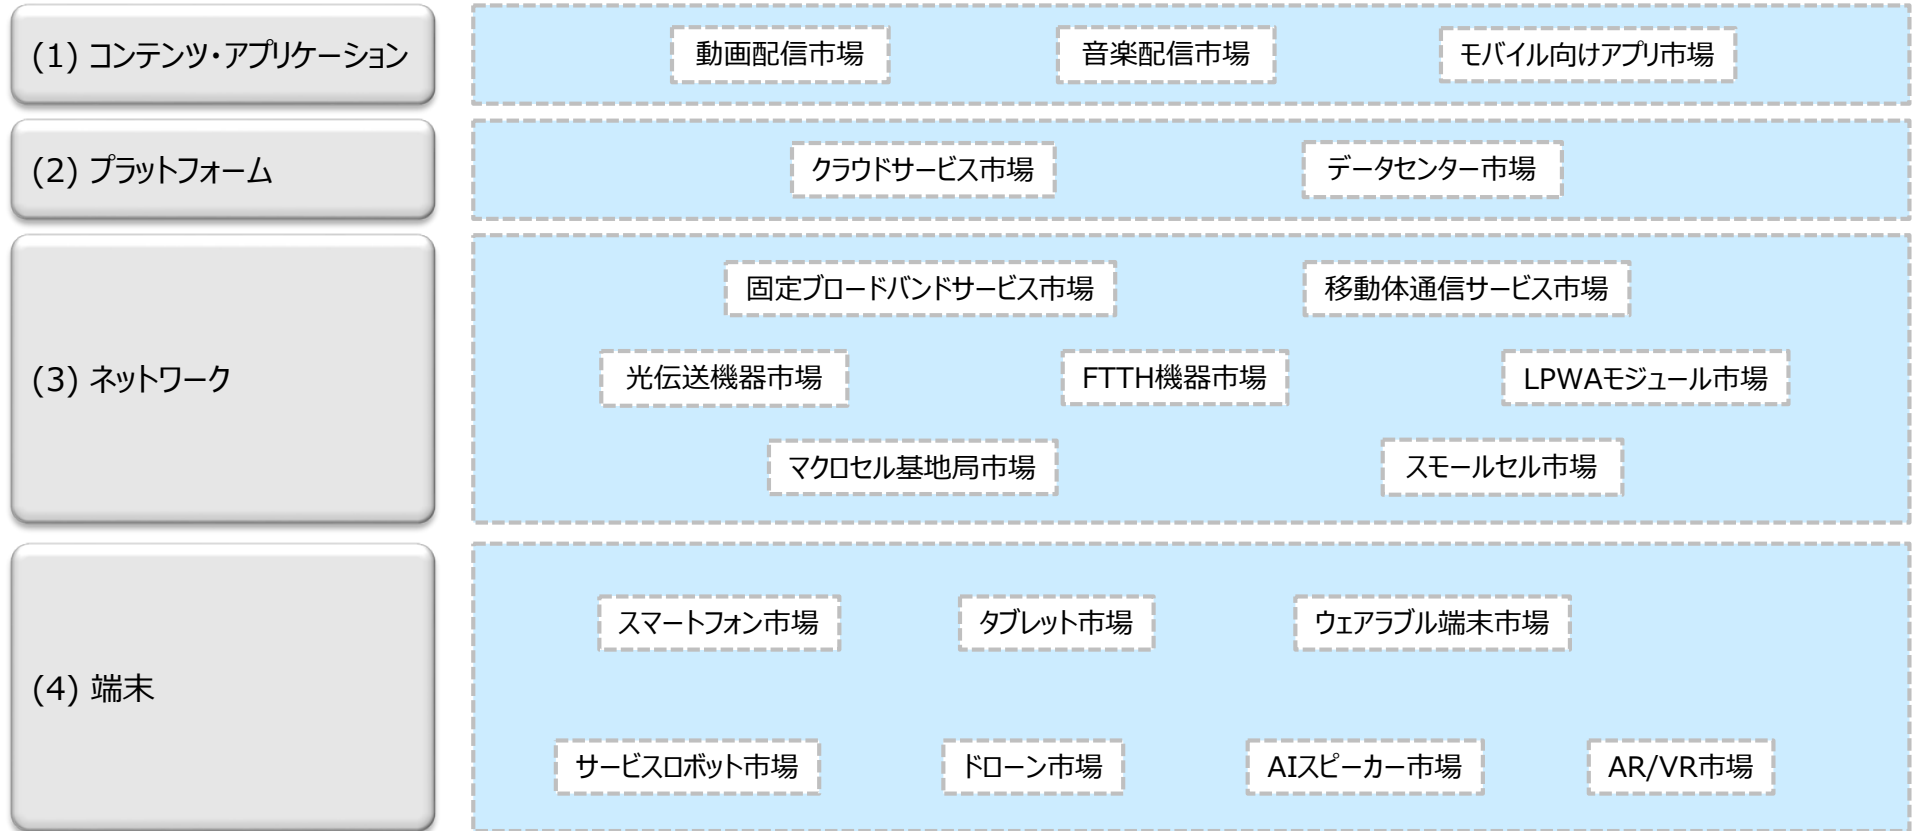 (1) コンテンツ・アプリケーション
動画配信市場
音楽配信市場
モバイル向けアプリ市場
(2) プラットフォーム
クラウドサービス市場
データセンター市場
(3) ネットワーク
固定ブロードバンドサービス市場
移動体通信サービス市場
光伝送機器市場
FTTH機器市場
LPWAモジュール市場
マクロセル基地局市場
スモールセル市場
(4) 端末
スマートフォン市場
タブレット市場
ウェアラブル端末市場
サービスロボット市場
ドローン市場
AIスピーカー市場
AR/VR市場